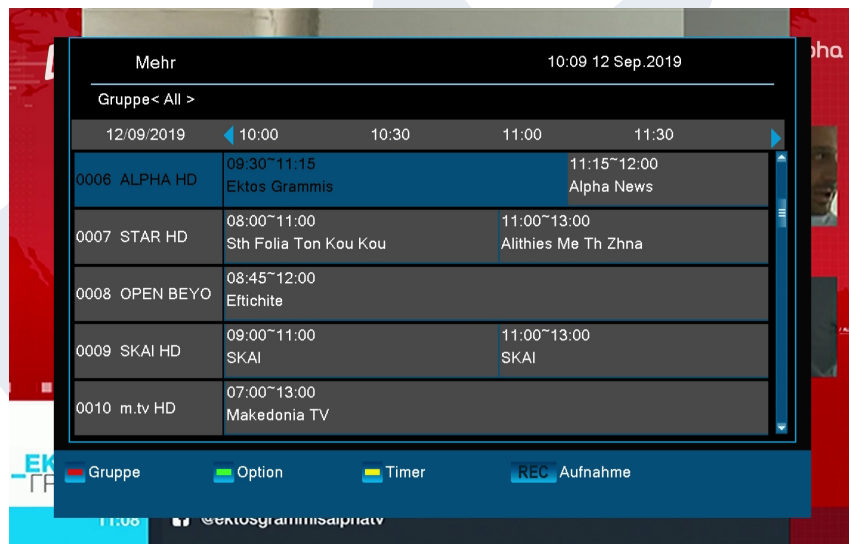 Mehr 10:09 12 Sep.2019
Gruppe< All >
12/09/2019 10:00 10:30 11:00 11:30
0006 ALPHA HD
09:30~11:15
Ektos Grammis
11:15~12:00
Alpha News
0007 STAR HD
08:00~11:00
Sth Folia Ton Kou Kou
11:00~13:00
Alithies Me Th Zhna
0008 OPEN BEYO
08:45~12:00
Eftichite
0009 SKAI HD
09:00~11:00
SKAI
11:00~13:00
SKAI
0010 m.tv HD
07:00~13:00
Makedonia TV
Gruppe Option Timer REC Aufnahme
11:08 @ektosgrammisalphatv